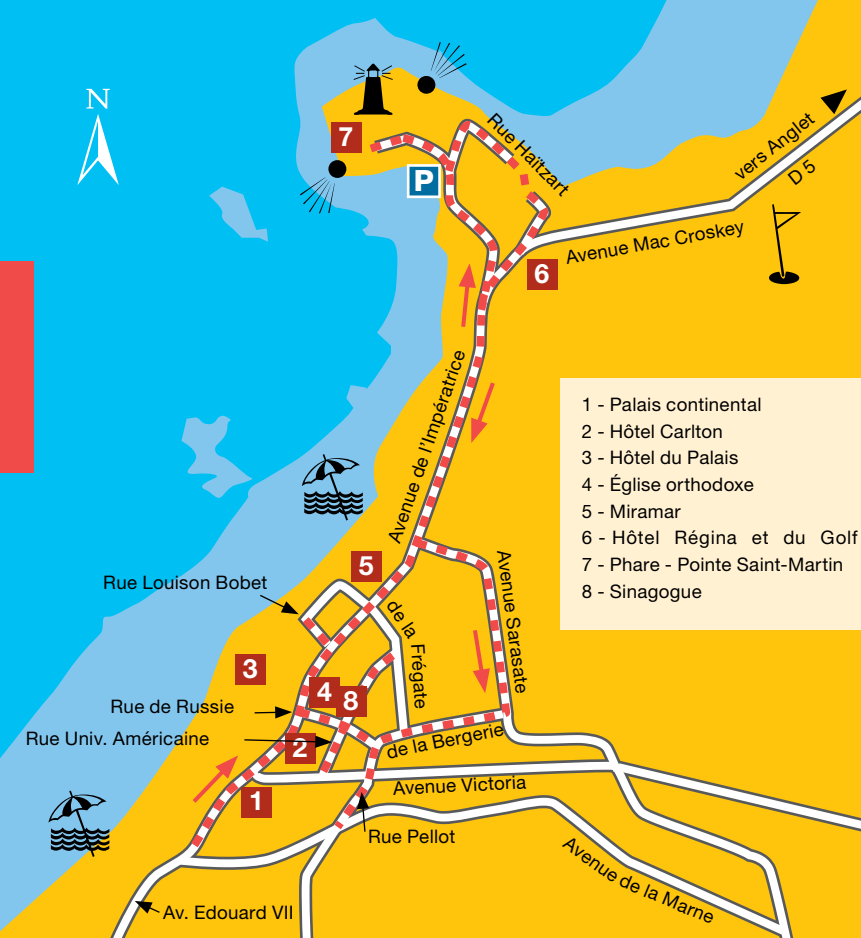 N
7
P
Rue Haïtzart
vers Anglet
D 5
Avenue Mac Croskey
6
Avenue de l'Impératrice
1 - Palais continental
2 - Hôtel Carlton
3 - Hôtel du Palais
4 - Église orthodoxe
5 - Miramar
6 - Hôtel Régina et du Golf
7 - Phare - Pointe Saint-Martin
8 - Sinagogue
5
Rue Louison Bobet
de la Frégate
Avenue Sarasate
3
4
8
Rue de Russie
Rue Univ. Américaine
2
de la Bergerie
1
Avenue Victoria
Rue Pellot
Avenue de la Marne
Av. Edouard VII